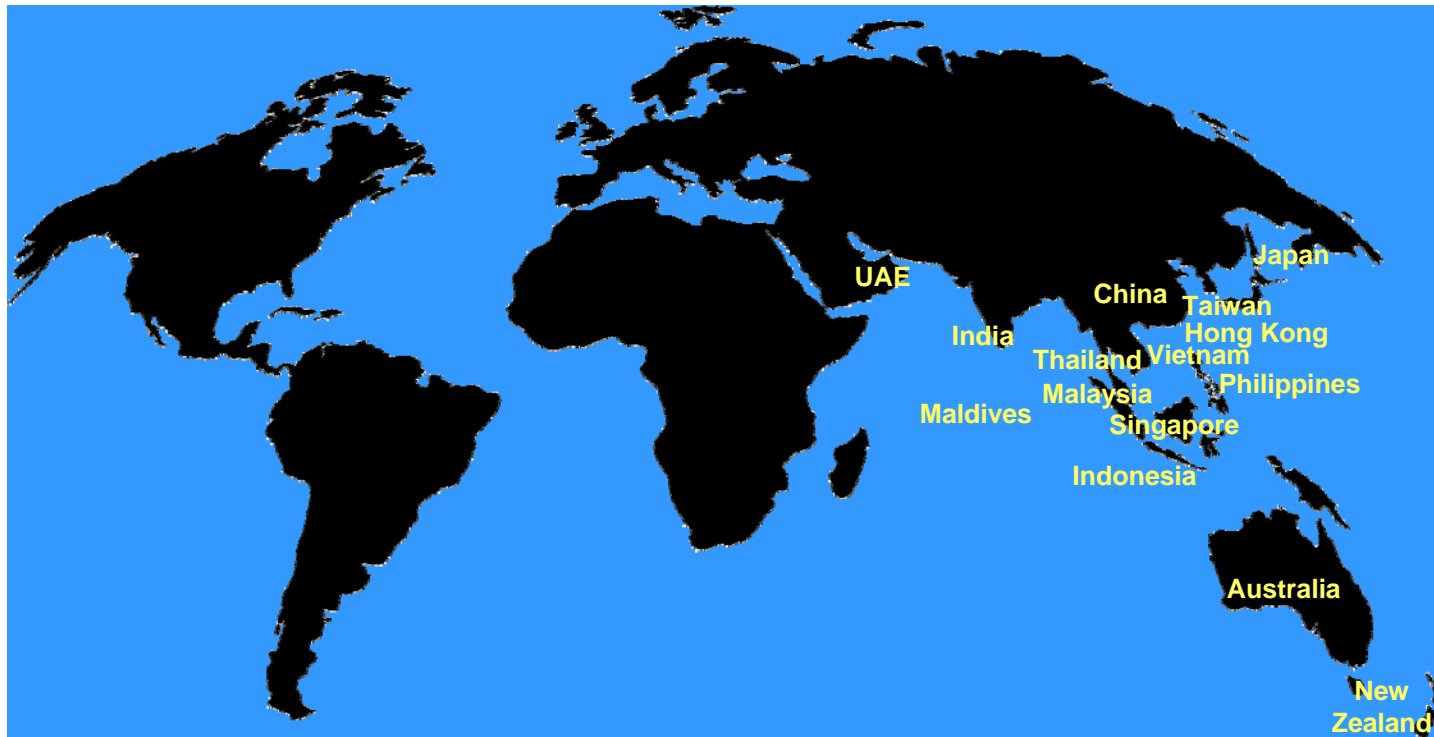 Japan
UAE
China
Taiwan
Hong Kong
India
Vietnam
Thailand
Philippines
Malaysia
Maldives
Singapore
Indonesia
Australia
New
Zealand